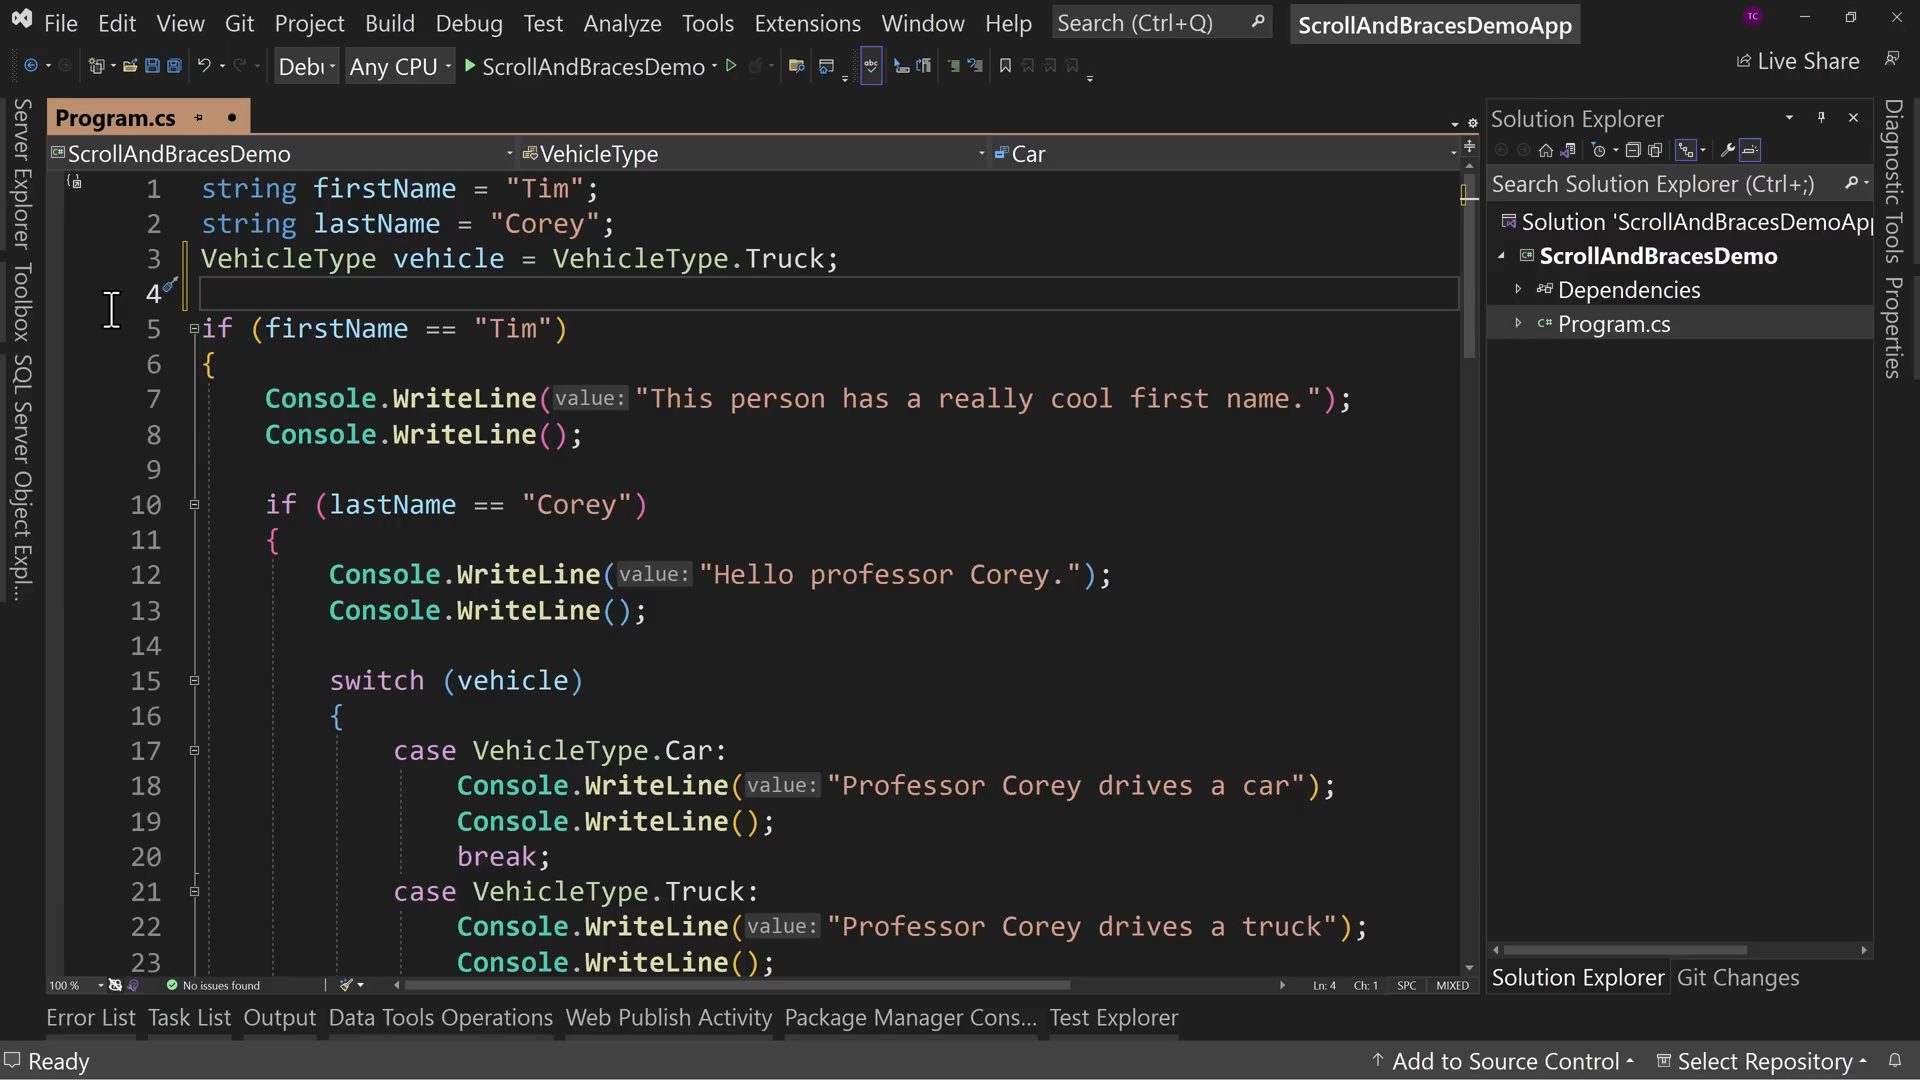 File Edit View Git Project Build Debug Test Analyze Tools Extensions Window Help Search (Ctrl+Q) ScrollAndBracesDemoApp TC
Debu Any CPU ScrollAndBracesDemo Live Share
Server Explorer
Toolbox
SQL Server Object Expl...
Program.cs
ScrollAndBracesDemo VehicleType Car
1 string firstName = "Tim";
2 string lastName = "Corey";
3 VehicleType vehicle = VehicleType.Truck;
4
5 if (firstName == "Tim")
6 {
7 Console.WriteLine(value: "This person has a really cool first name.");
8 Console.WriteLine();
9
10 if (lastName == "Corey")
11 {
12 Console.WriteLine(value: "Hello professor Corey.");
13 Console.WriteLine();
14
15 switch (vehicle)
16 {
17 case VehicleType.Car:
18 Console.WriteLine(value: "Professor Corey drives a car");
19 Console.WriteLine();
20 break;
21 case VehicleType.Truck:
22 Console.WriteLine(value: "Professor Corey drives a truck");
23 Console.WriteLine();
100 % No issues found Ln: 4 Ch: 1 SPC MIXED
Solution Explorer
Search Solution Explorer (Ctrl+;)
Solution 'ScrollAndBracesDemoApp
ScrollAndBracesDemo
Dependencies
C# Program.cs
Solution Explorer Git Changes
Diagnostic Tools
Properties
Error List Task List Output Data Tools Operations Web Publish Activity Package Manager Cons... Test Explorer
Ready Add to Source Control Select Repository